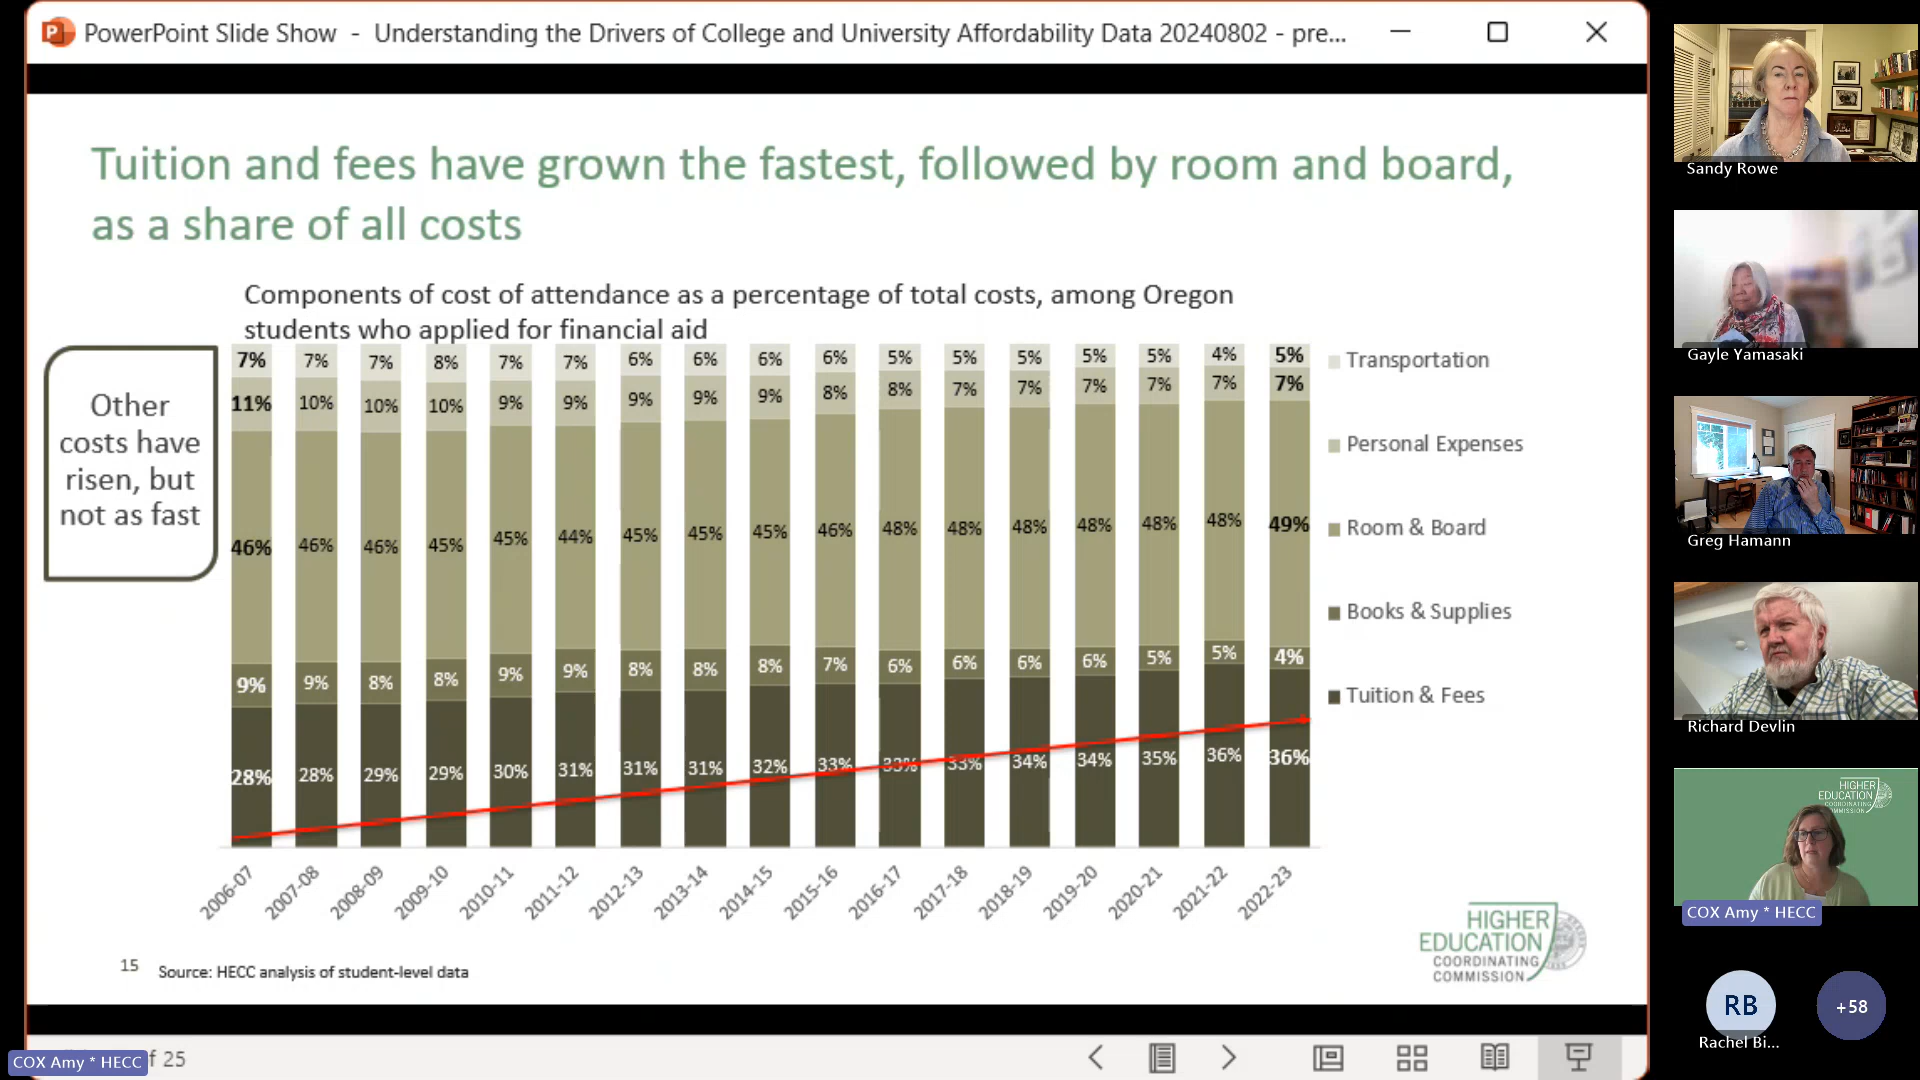 PowerPoint Slide Show - Understanding the Drivers of College and University Affordability Data 20240802 - pre...
Tuition and fees have grown the fastest, followed by room and board,
as a share of all costs
Components of cost of attendance as a percentage of total costs, among Oregon
students who applied for financial aid
Other
costs have
risen, but
not as fast
7% 7% 7% 8% 7% 7% 6% 6% 6% 6% 5% 5% 5% 5% 5% 4% 5%
11% 10% 10% 10% 9% 9% 9% 9% 9% 8% 8% 7% 7% 7% 7% 7% 7%
46% 46% 46% 45% 45% 44% 45% 45% 45% 46% 48% 48% 48% 48% 48% 48% 49%
9% 9% 8% 8% 9% 9% 8% 8% 8% 7% 6% 6% 6% 6% 5% 5% 4%
28% 28% 29% 29% 30% 31% 31% 31% 32% 33% 33% 33% 34% 34% 35% 36% 36%
2006-07 2007-08 2008-09 2009-10 2010-11 2011-12 2012-13 2013-14 2014-15 2015-16 2016-17 2017-18 2018-19 2019-20 2020-21 2021-22 2022-23
Transportation
Personal Expenses
Room & Board
Books & Supplies
Tuition & Fees
HIGHER
EDUCATION
COORDINATING
COMMISSION
15
Source: HECC analysis of student-level data
COX Amy * HECC
f 25
Sandy Rowe
Gayle Yamasaki
Greg Hamann
Richard Devlin
HIGHER
EDUCATION
COORDINATING
COMMISSION
COX Amy * HECC
RB
Rachel Bi...
+58